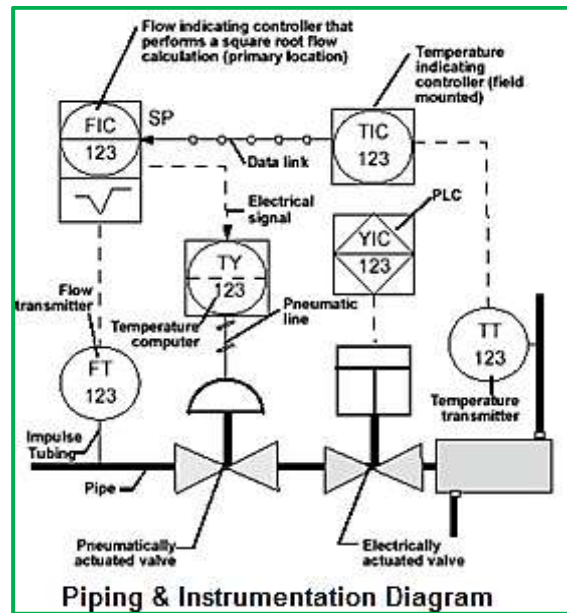 Flow indicating controller that
performs a square root flow
calculation (primary location)
Temperature
indicating
controller (field
mounted)
SP
FIC
123
TIC
123
Data link
Electrical
signal
PLC
YIC
123
TY
123
Flow
transmitter
Temperature
computer
Pneumatic
line
FT
123
TT
123
Temperature
transmitter
Impulse
Tubing
Pipe
Pneumatically
actuated valve
Electrically
actuated valve
Piping & Instrumentation Diagram